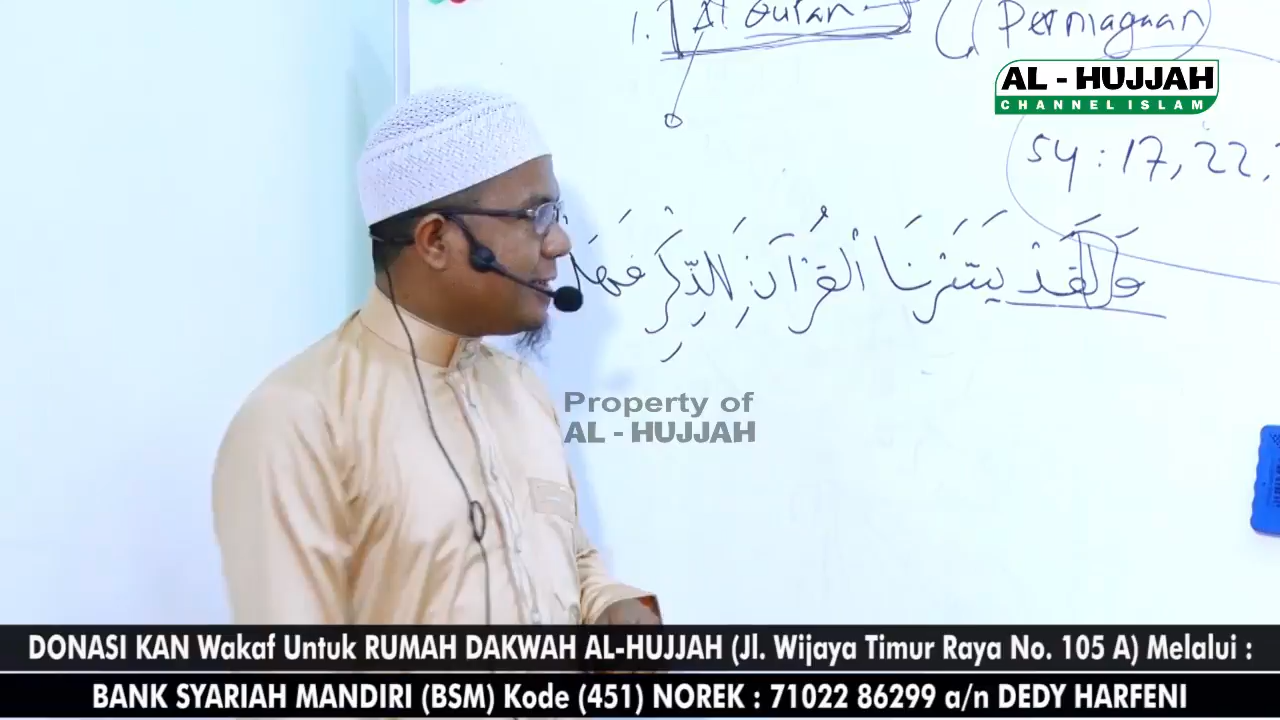 1. Al Quran
(Perniagaan)
AL - HUJJAH
CHANNEL ISLAM
54 : 17, 22,
وَلَقَدْ يَسَّرْنَا الْقُرْآنَ لِلذِّكْرِ فَهَلْ
Property of
AL - HUJJAH
DONASI KAN Wakaf Untuk RUMAH DAKWAH AL-HUJJAH (Jl. Wijaya Timur Raya No. 105 A) Melalui :
BANK SYARIAH MANDIRI (BSM) Kode (451) NOREK : 71022 86299 a/n DEDY HARFENI